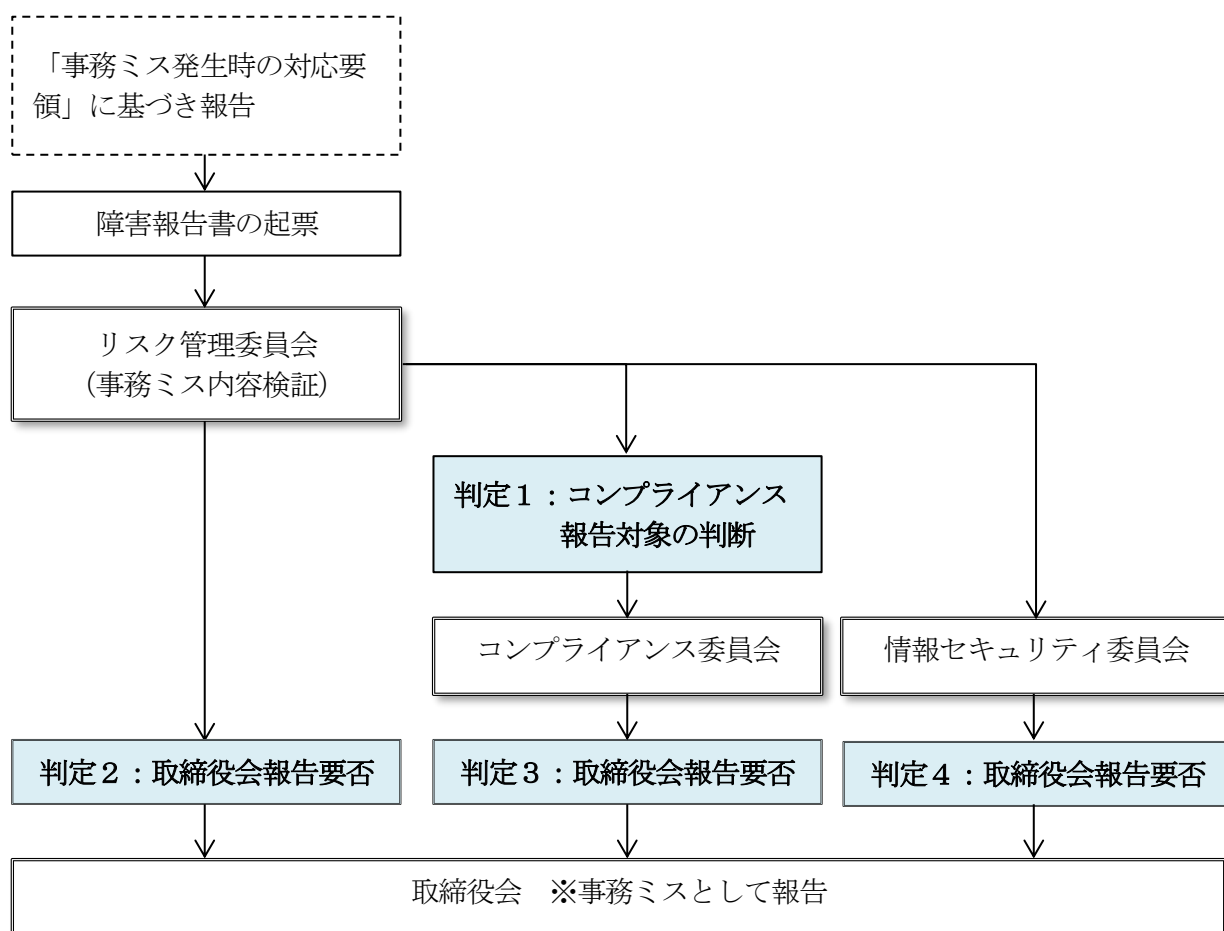 「事務ミス発生時の対応要
領」に基づき報告
障害報告書の起票
リスク管理委員会
（事務ミス内容検証）
判定１：コンプライアンス
報告対象の判断
コンプライアンス委員会
情報セキュリティ委員会
判定２：取締役会報告要否
判定３：取締役会報告要否
判定４：取締役会報告要否
取締役会　※事務ミスとして報告